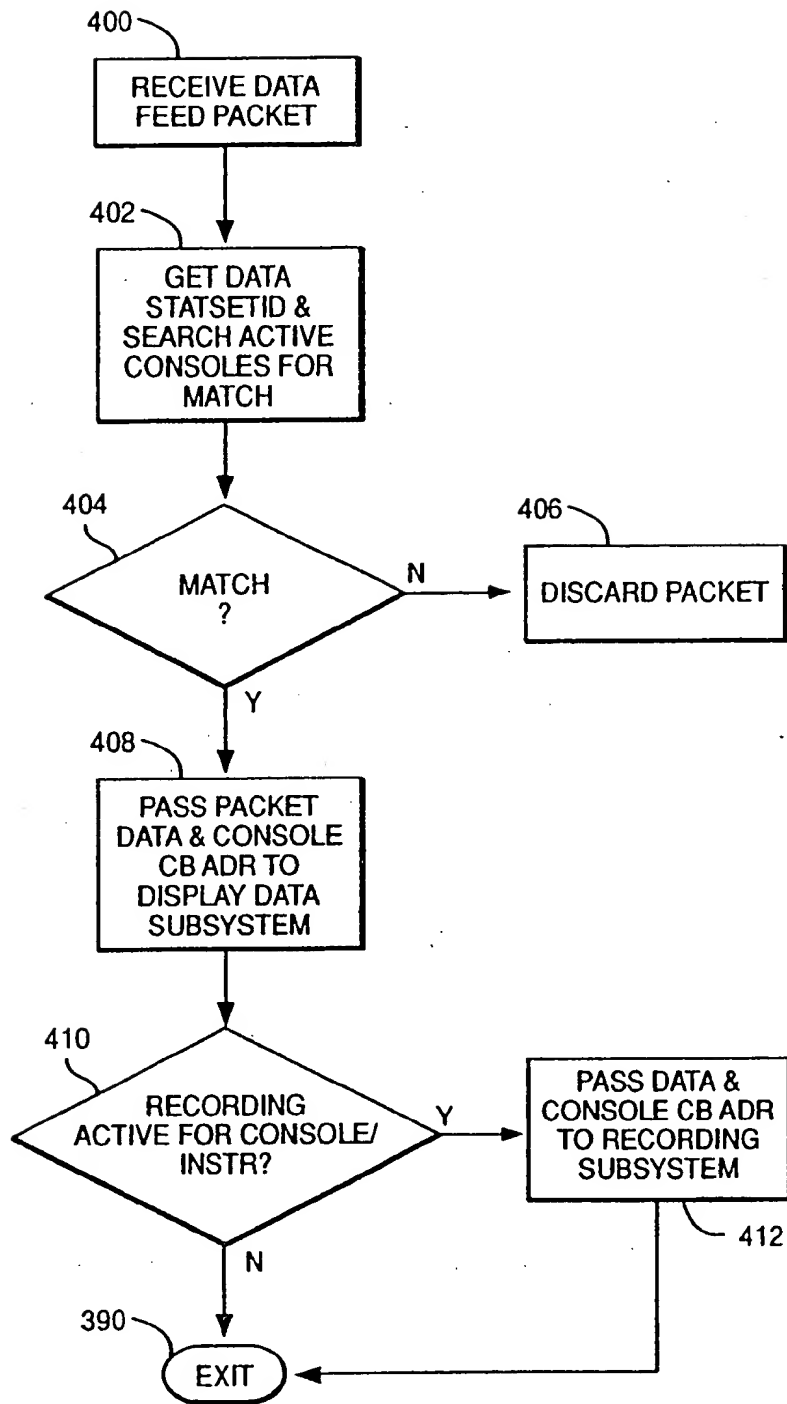 400
RECEIVE DATA
FEED PACKET
402
GET DATA
STATSETID &
SEARCH ACTIVE
CONSOLES FOR
MATCH
404
MATCH
?
N
406
DISCARD PACKET
Y
408
PASS PACKET
DATA & CONSOLE
CB ADR TO
DISPLAY DATA
SUBSYSTEM
410
RECORDING
ACTIVE FOR CONSOLE/
INSTR?
Y
PASS DATA &
CONSOLE CB ADR
TO RECORDING
SUBSYSTEM
412
N
390
EXIT